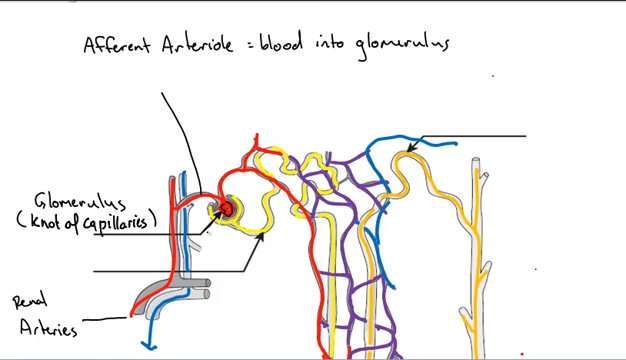 Afferent Arteriole = blood into glomerulus
Glomerulus
(knot of capillaries)
Renal
Arteries